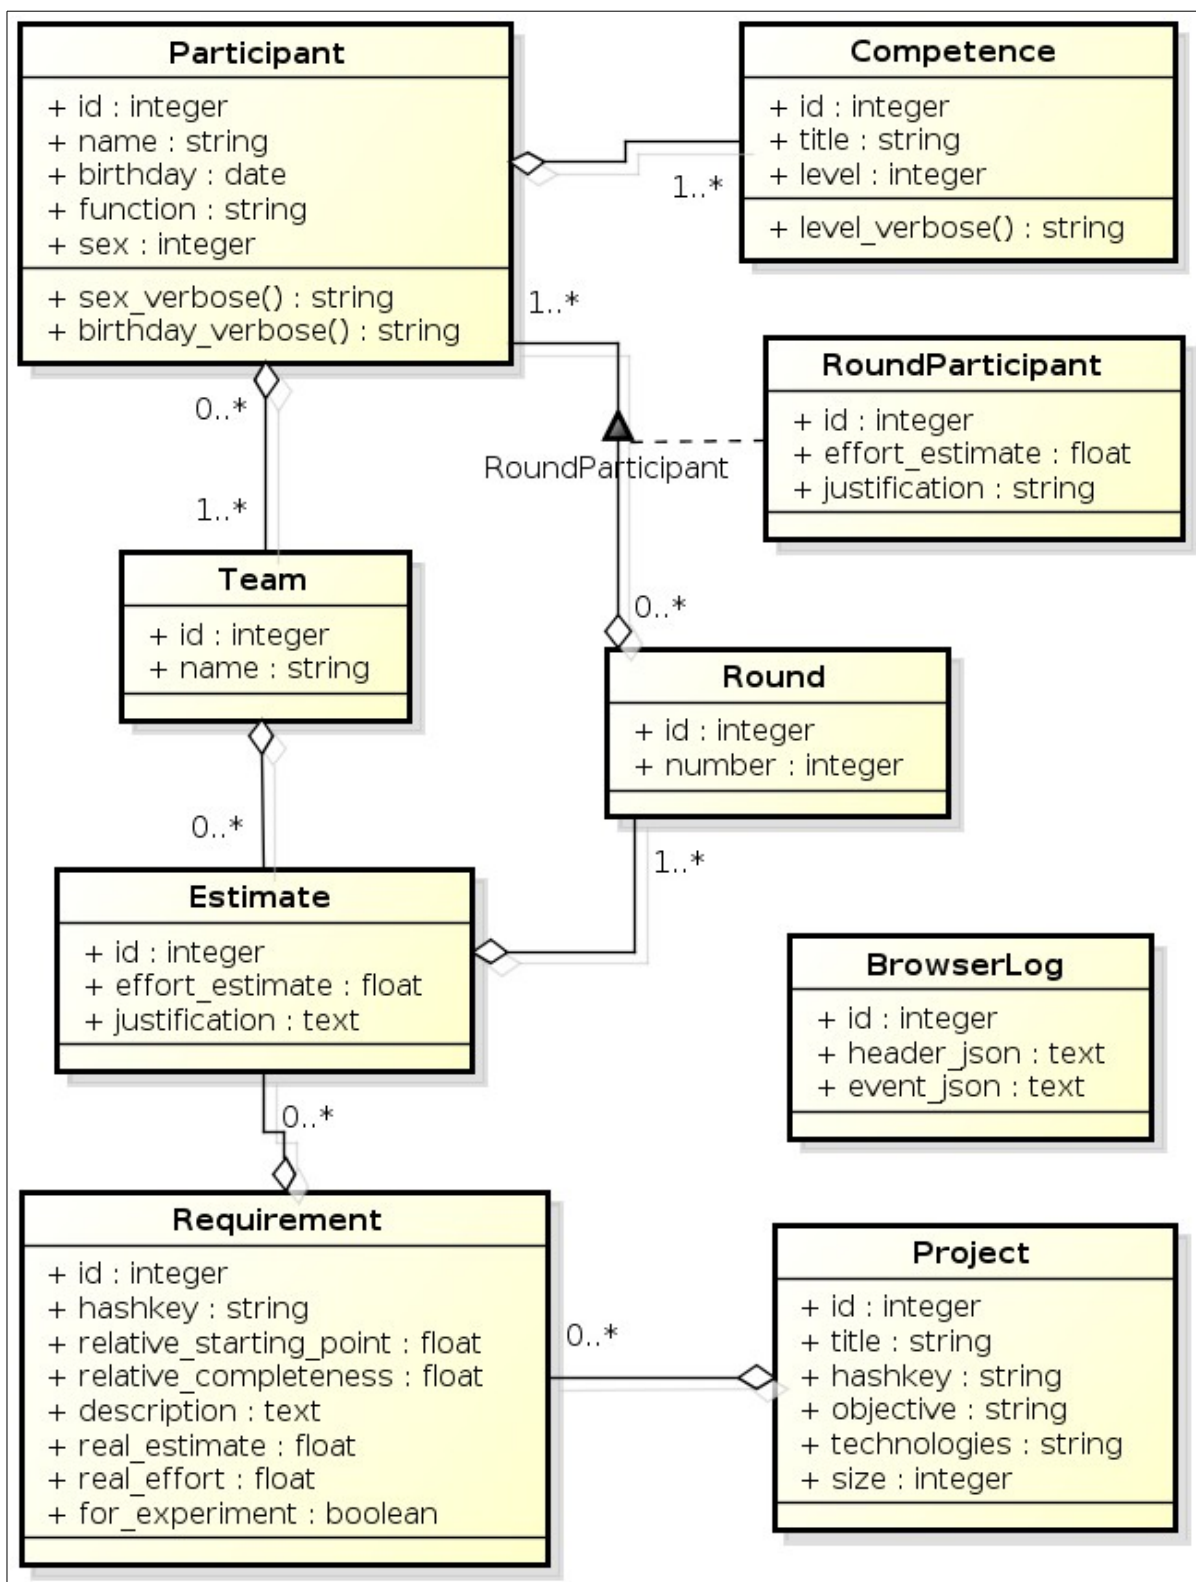 Participant
+ id : integer
+ name : string
+ birthday : date
+ function : string
+ sex : integer
+ sex_verbose() : string
+ birthday_verbose() : string
Competence
+ id : integer
+ title : string
+ level : integer
+ level_verbose() : string
1..*
1..*
RoundParticipant
+ id : integer
+ effort_estimate : float
+ justification : string
RoundParticipant
0..*
1..*
Team
+ id : integer
+ name : string
0..*
Round
+ id : integer
+ number : integer
0..*
1..*
Estimate
+ id : integer
+ effort_estimate : float
+ justification : text
BrowserLog
+ id : integer
+ header_json : text
+ event_json : text
0..*
Requirement
+ id : integer
+ hashkey : string
+ relative_starting_point : float
+ relative_completeness : float
+ description : text
+ real_estimate : float
+ real_effort : float
+ for_experiment : boolean
0..*
Project
+ id : integer
+ title : string
+ hashkey : string
+ objective : string
+ technologies : string
+ size : integer